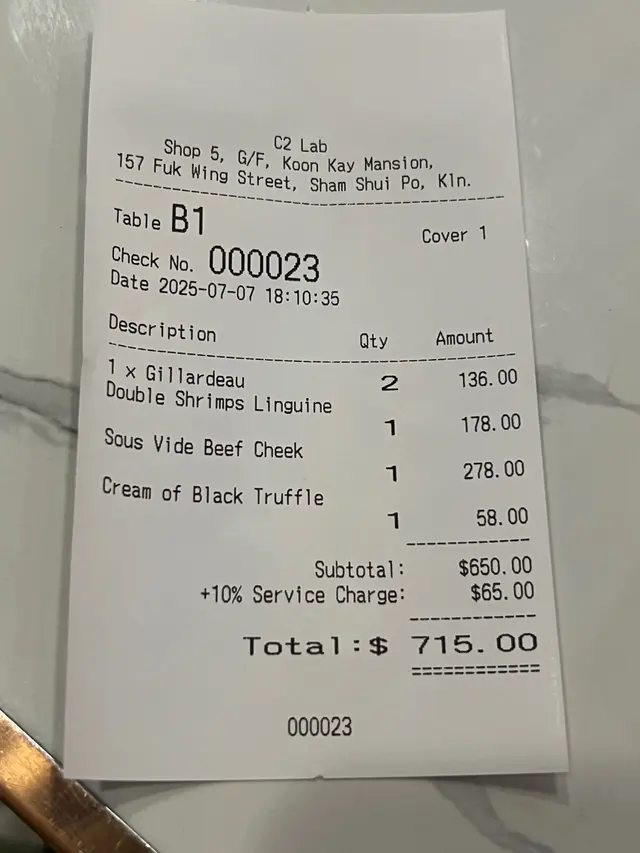 C2 Lab
Shop 5, G/F, Koon Kay Mansion,
157 Fuk Wing Street, Sham Shui Po, Kln.
Table B1 Cover 1
Check No. 000023
Date 2025-07-07 18:10:35
Description Qty Amount
1 x Gillardeau 2 136.00
Double Shrimps Linguine
1 178.00
Sous Vide Beef Cheek
1 278.00
Cream of Black Truffle
1 58.00
Subtotal: $650.00
+10% Service Charge: $65.00
Total:$ 715.00
000023